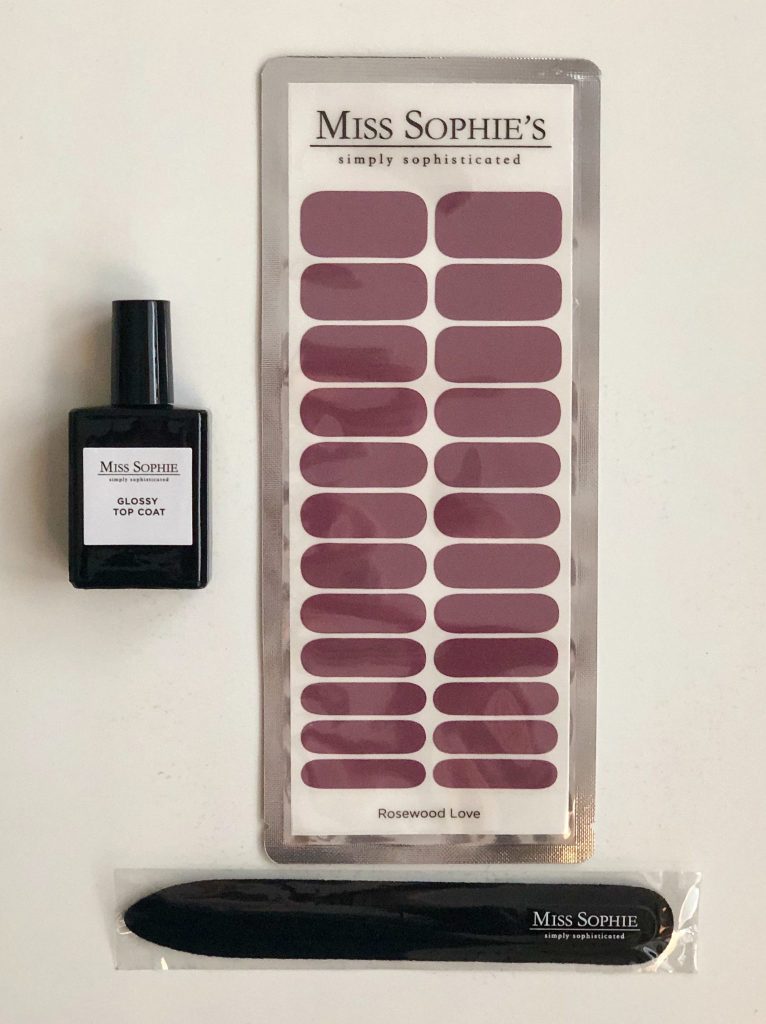 MISS SOPHIE'S
simply sophisticated
MISS SOPHIE
simply sophisticated
GLOSSY
TOP COAT
Rosewood Love
MISS SOPHIE
simply sophisticated